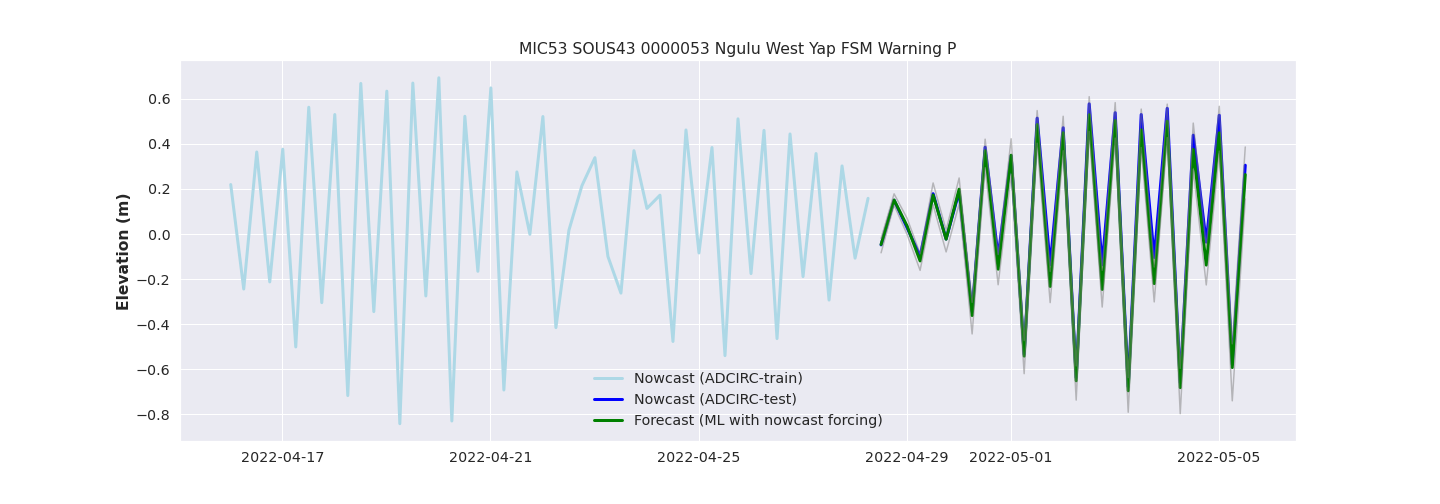 MIC53 SOUS43 0000053 Ngulu West Yap FSM Warning P
Elevation (m)
0.6
0.4
0.2
0.0
−0.2
−0.4
−0.6
−0.8
Nowcast (ADCIRC-train)
Nowcast (ADCIRC-test)
Forecast (ML with nowcast forcing)
2022-04-17 2022-04-21 2022-04-25 2022-04-29 2022-05-01 2022-05-05